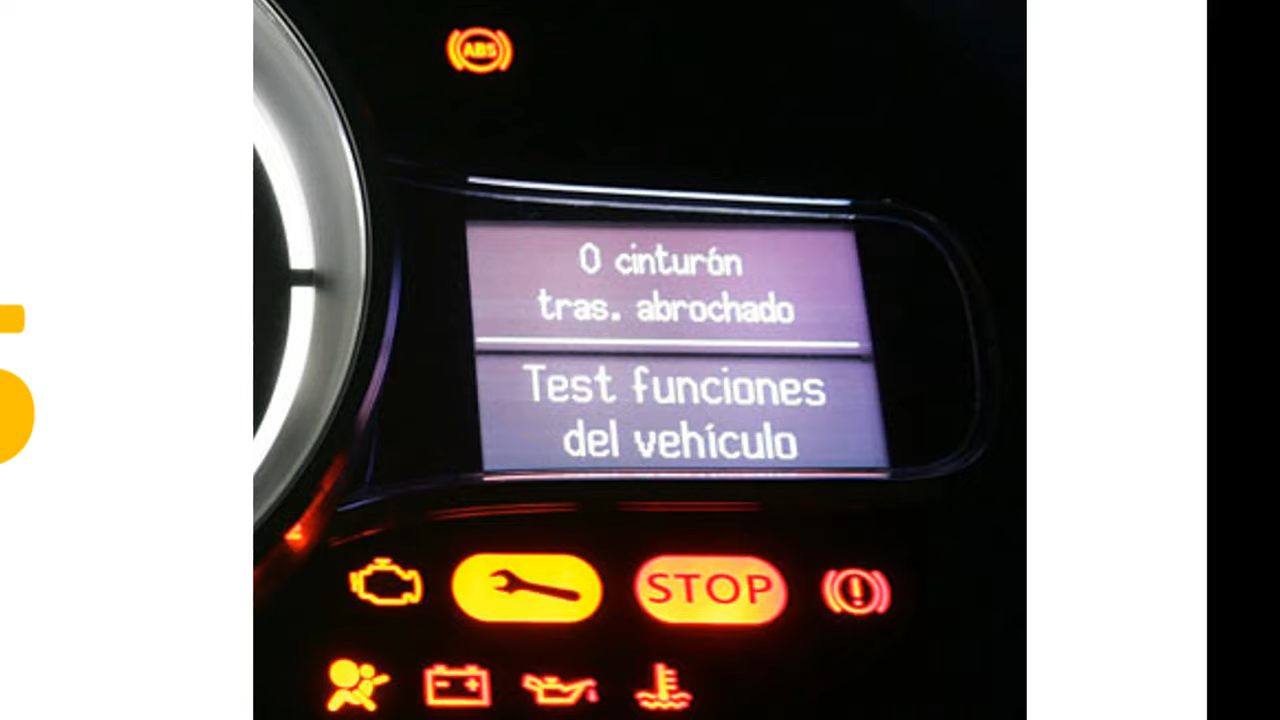 ABS
0 cinturón
tras. abrochado
Test funciones
del vehículo
STOP